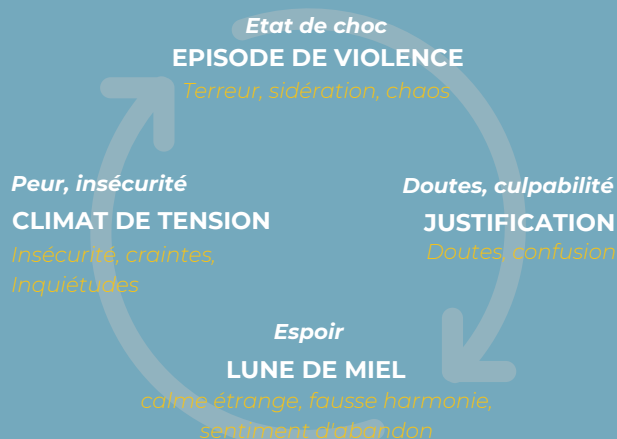 Etat de choc
EPISODE DE VIOLENCE
Terreur, sidération, chaos
Peur, insécurité
CLIMAT DE TENSION
Insécurité, craintes,
Inquiétudes
Doutes, culpabilité
JUSTIFICATION
Doutes, confusion
Espoir
LUNE DE MIEL
calme étrange, fausse harmonie,
sentiment d'abandon